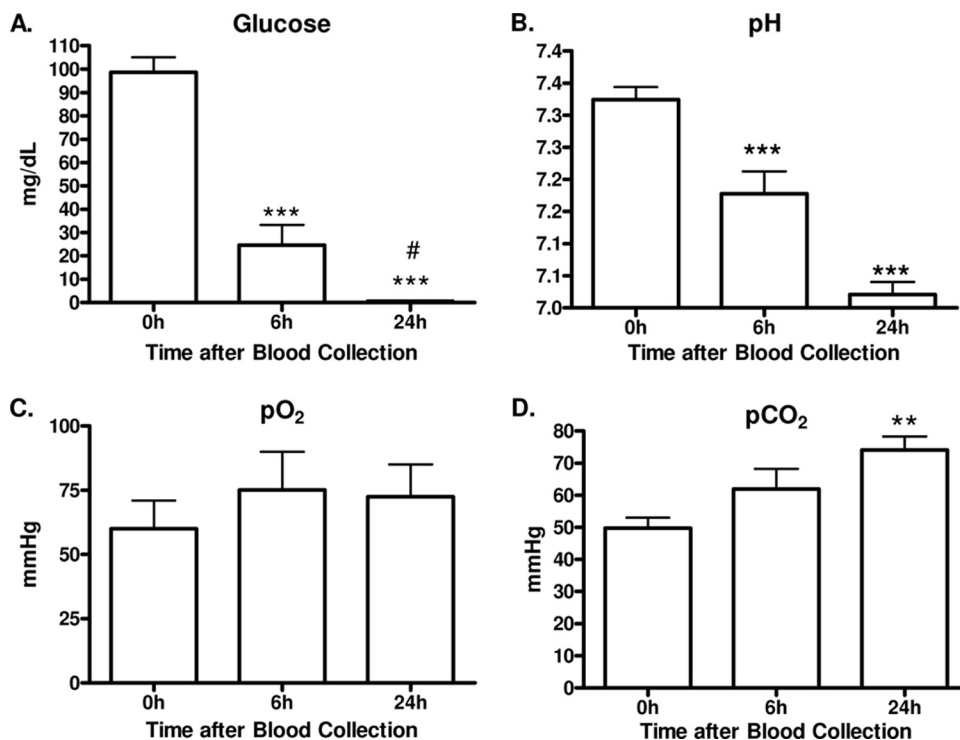 A. Glucose
110
100
90
80
70
60
50
40
30
20
10
0
mg/dL
***
#
***
0h 6h 24h
Time after Blood Collection
B. pH
7.4
7.4
7.3
7.3
7.2
7.2
7.1
7.1
7.0
***
***
0h 6h 24h
Time after Blood Collection
C. pO₂
100
75
50
25
0
mmHg
0h 6h 24h
Time after Blood Collection
D. pCO₂
80
70
60
50
40
30
20
10
0
mmHg
**
0h 6h 24h
Time after Blood Collection